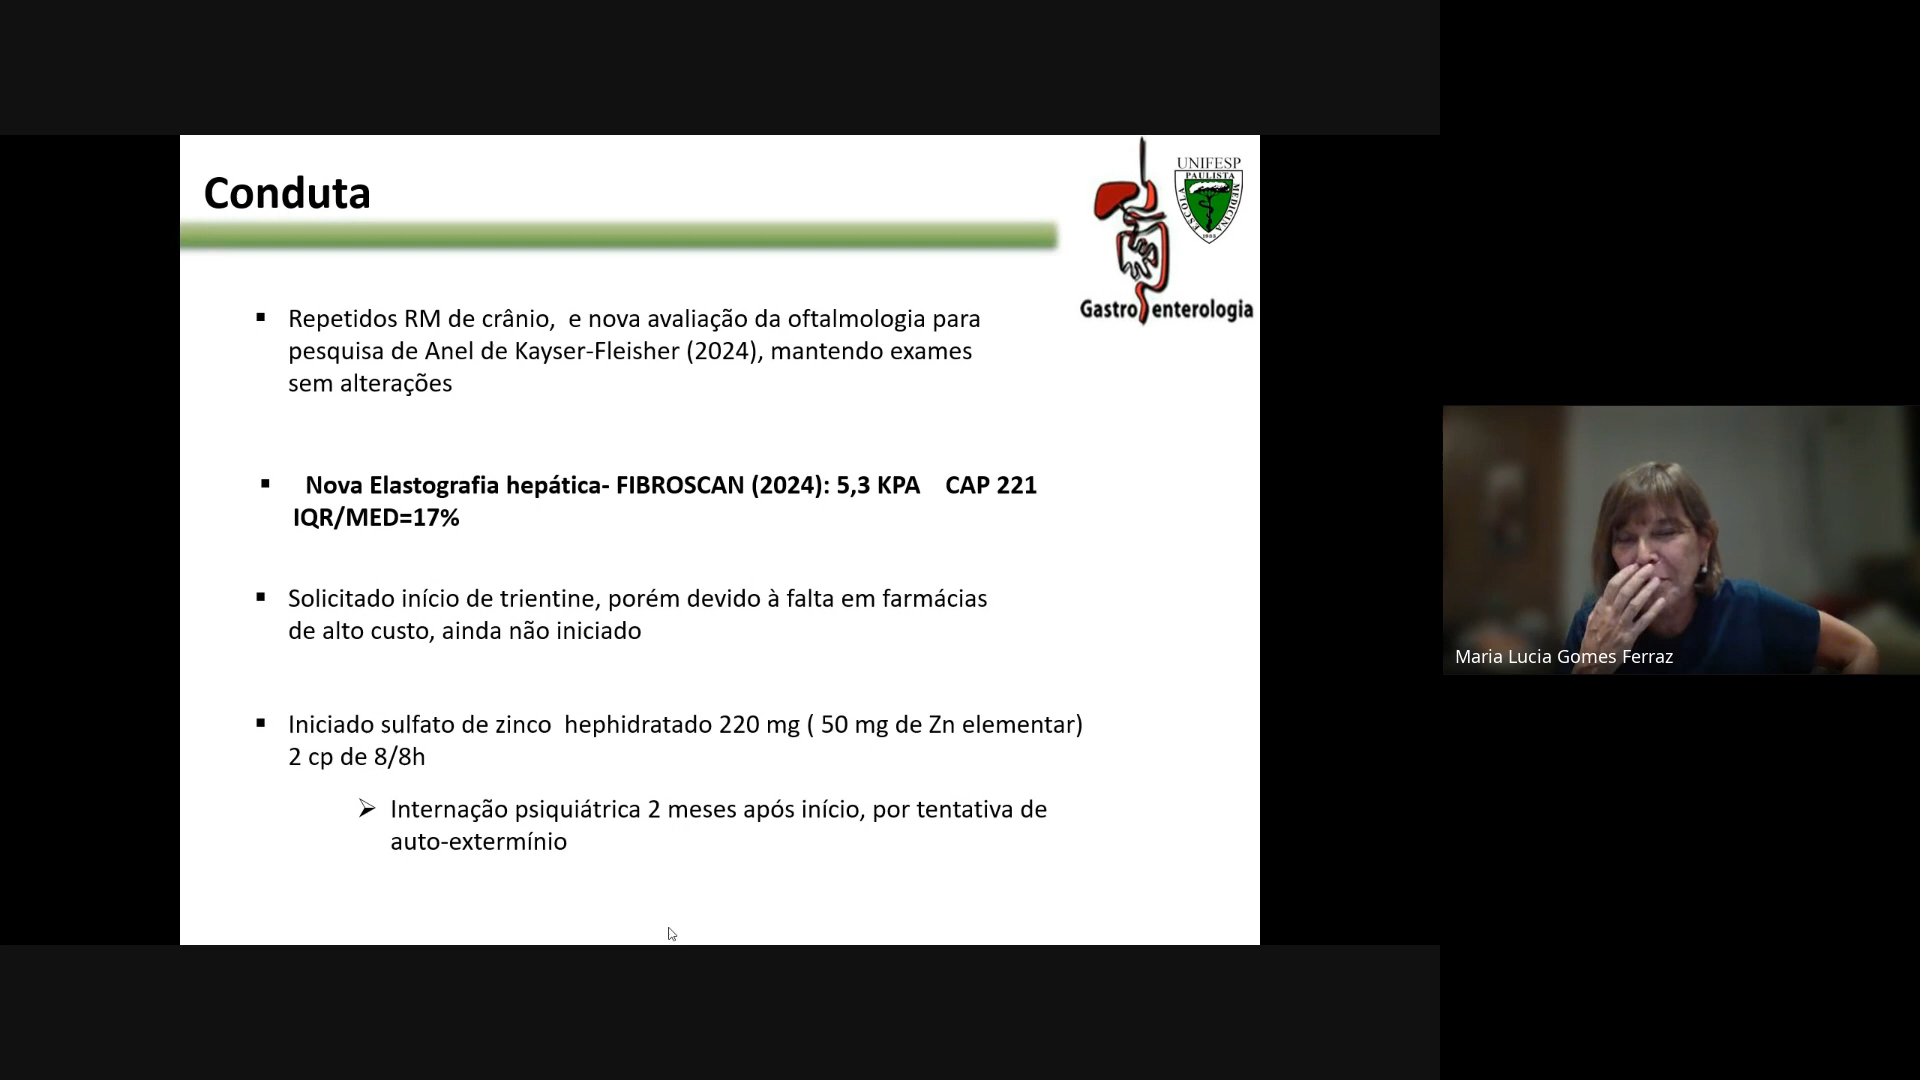 Conduta
UNIFESP
PAULISTA
ESCOLA
MEDICINA
1933
Gastroenterologia
▪ Repetidos RM de crânio,  e nova avaliação da oftalmologia para
pesquisa de Anel de Kayser-Fleisher (2024), mantendo exames
sem alterações
▪ Nova Elastografia hepática- FIBROSCAN (2024): 5,3 KPA    CAP 221
IQR/MED=17%
▪ Solicitado início de trientine, porém devido à falta em farmácias
de alto custo, ainda não iniciado
▪ Iniciado sulfato de zinco  hephidratado 220 mg ( 50 mg de Zn elementar)
2 cp de 8/8h
➢ Internação psiquiátrica 2 meses após início, por tentativa de
auto-extermínio
Maria Lucia Gomes Ferraz